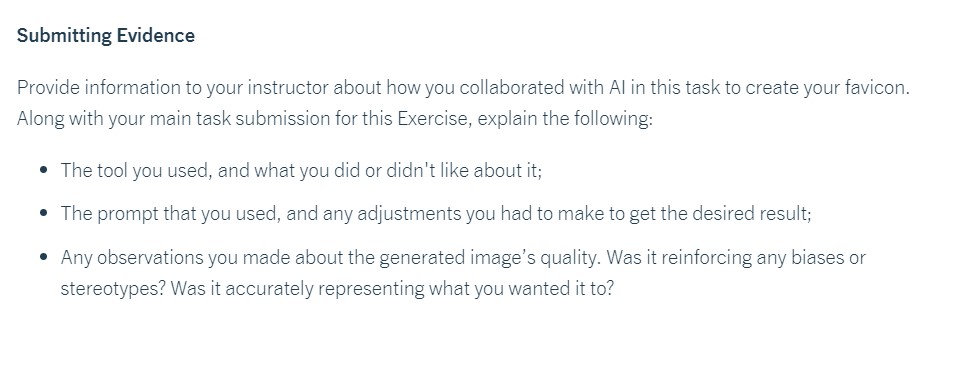 Submitting Evidence
Provide information to your instructor about how you collaborated with AI in this task to create your favicon.
Along with your main task submission for this Exercise, explain the following:
• The tool you used, and what you did or didn't like about it;
• The prompt that you used, and any adjustments you had to make to get the desired result;
• Any observations you made about the generated image’s quality. Was it reinforcing any biases or
stereotypes? Was it accurately representing what you wanted it to?